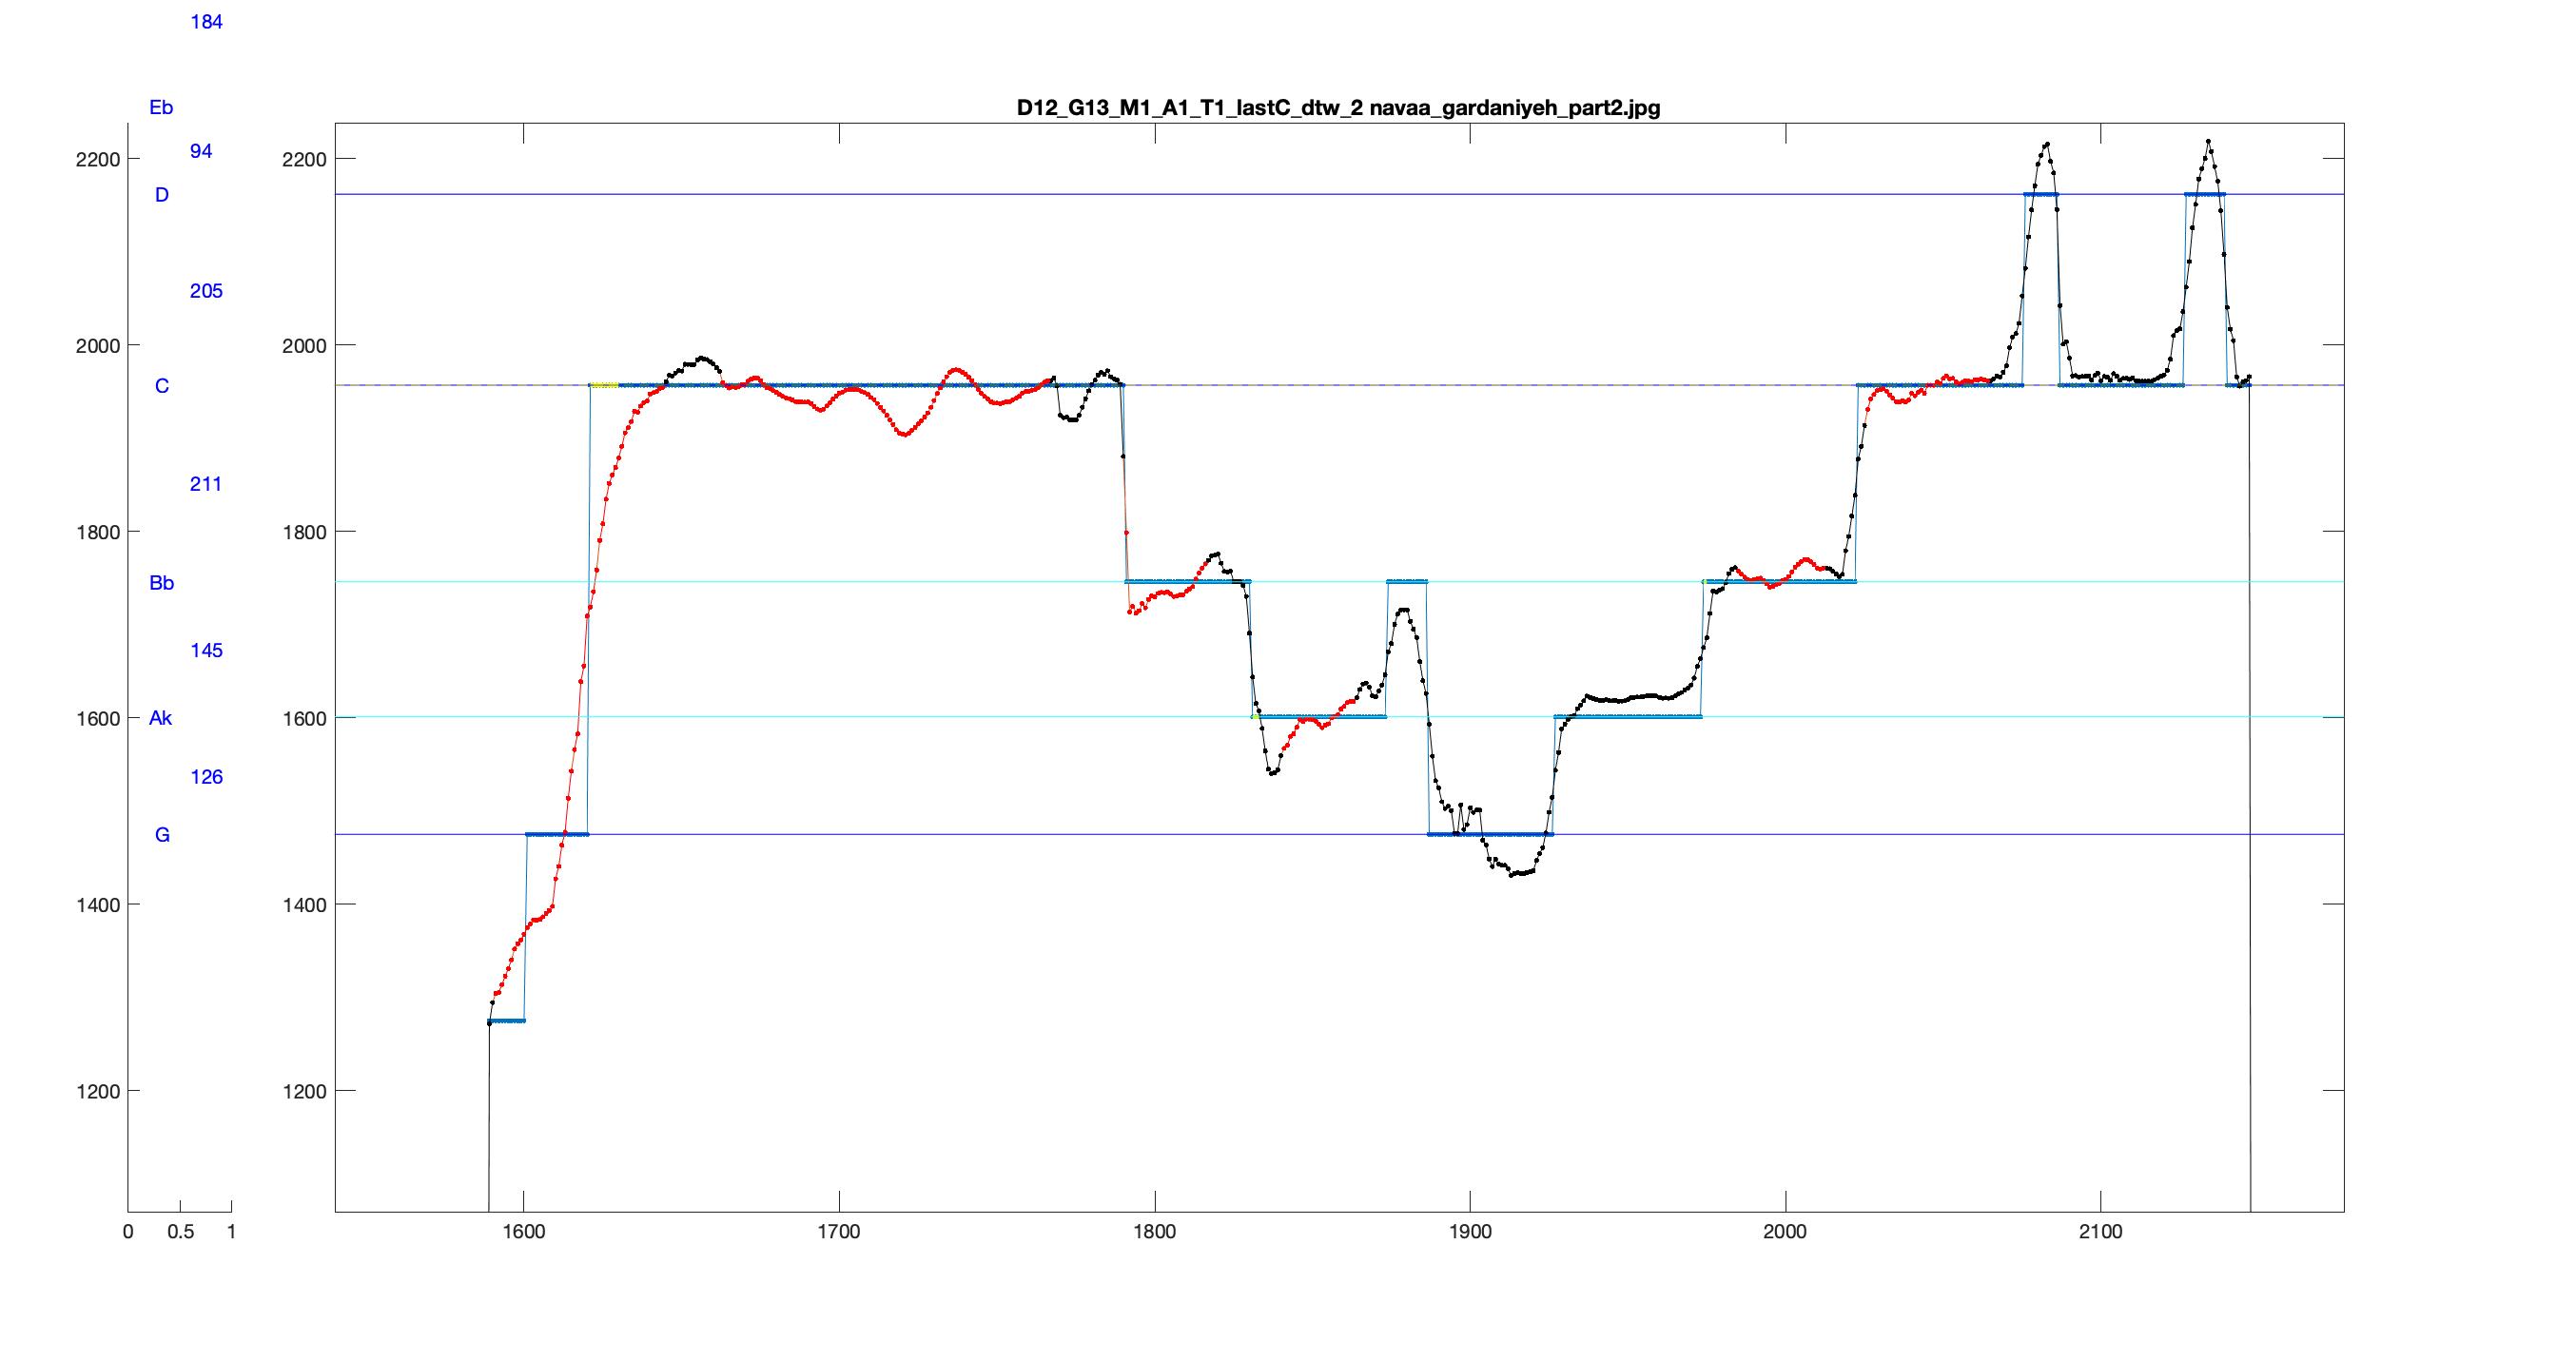 184
Eb
D12_G13_M1_A1_T1_lastC_dtw_2 navaa_gardaniyeh_part2.jpg
94
2200 2200
D
205
2000 2000
C
211
1800 1800
Bb
145
1600 Ak 1600
126
G
1400 1400
1200 1200
0 0.5 1 1600 1700 1800 1900 2000 2100